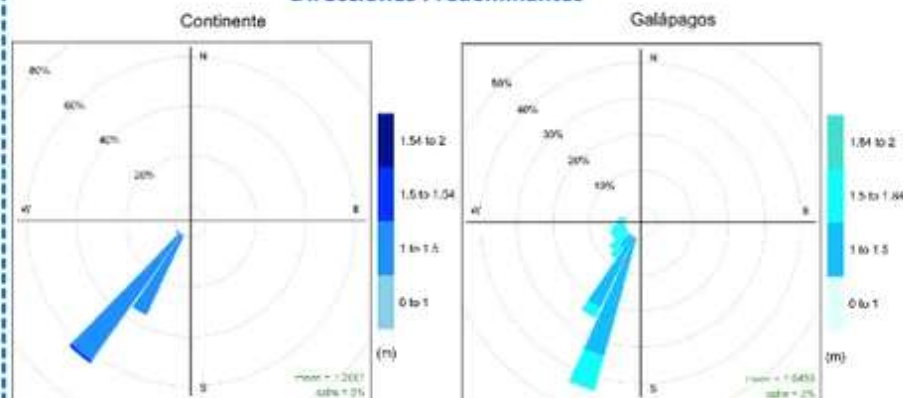 Direcciones Predominantes
Continente
N
80%
60%
40%
20%
S
1.54 to 2
1.5 to 1.54
1 to 1.5
0 to 1
(m)
Galápagos
N
50%
40%
30%
20%
10%
S
1.84 to 2
1.5 to 1.84
1 to 1.5
0 to 1
(m)